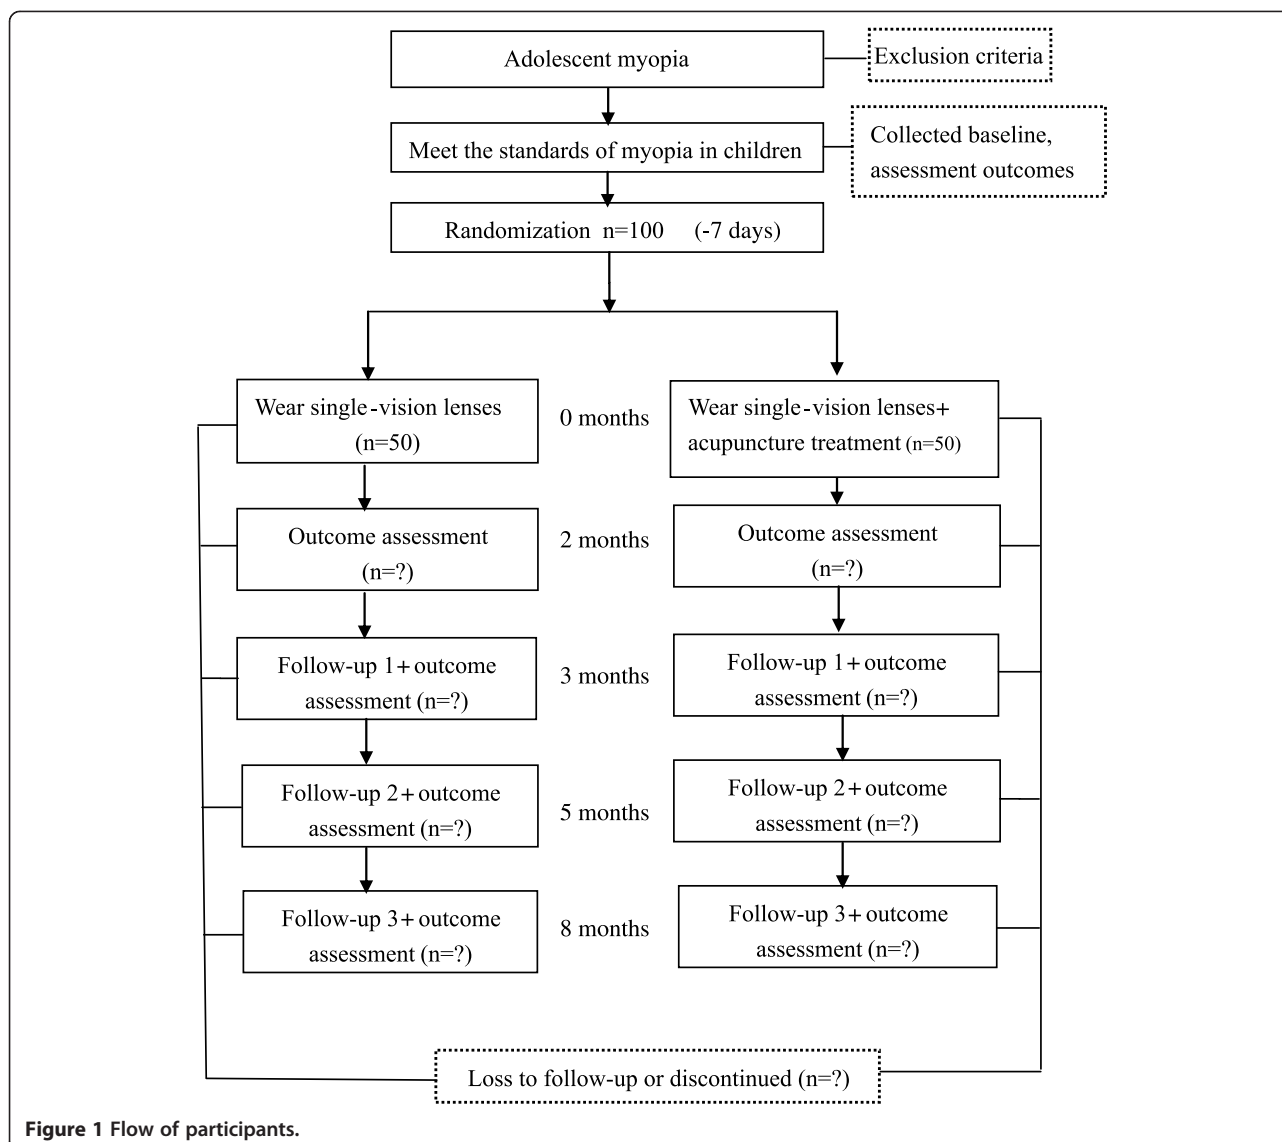 Adolescent myopia
Exclusion criteria
Meet the standards of myopia in children
Collected baseline,
assessment outcomes
Randomization n=100 (-7 days)
Wear single-vision lenses
(n=50)
0 months
Wear single-vision lenses+
acupuncture treatment (n=50)
Outcome assessment
(n=?)
2 months
Outcome assessment
(n=?)
Follow-up 1+outcome
assessment (n=?)
3 months
Follow-up 1+outcome
assessment (n=?)
Follow-up 2+outcome
assessment (n=?)
5 months
Follow-up 2+outcome
assessment (n=?)
Follow-up 3+outcome
assessment (n=?)
8 months
Follow-up 3+outcome
assessment (n=?)
Loss to follow-up or discontinued (n=?)
Figure 1 Flow of participants.